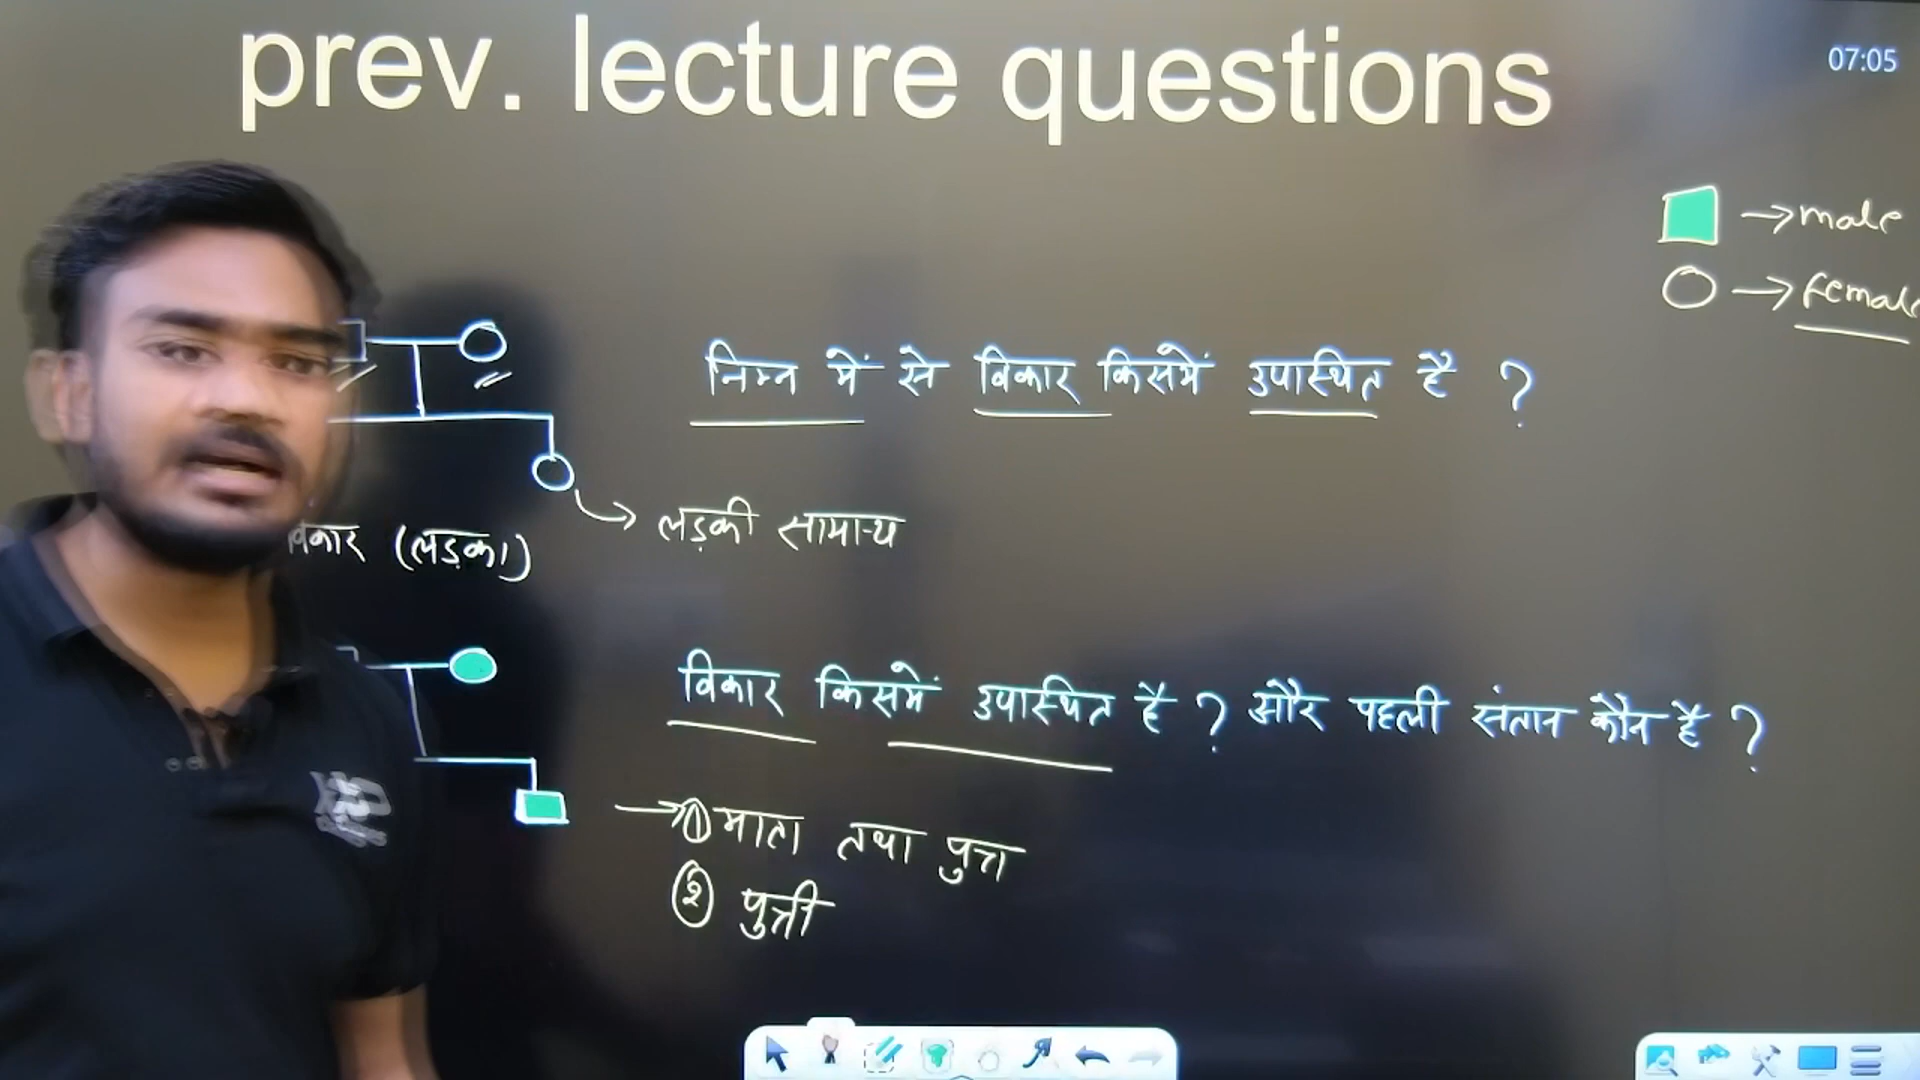 prev. lecture questions
07:05
→ male
→ female
निम्न में से विकार किसमें उपस्थित है ?
→ लड़की सामान्य
विकार (लड़का)
विकार किसमें उपस्थित है ? और पहली संतान कौन है ?
→ ① माता तथा पुत्र
② पुत्री